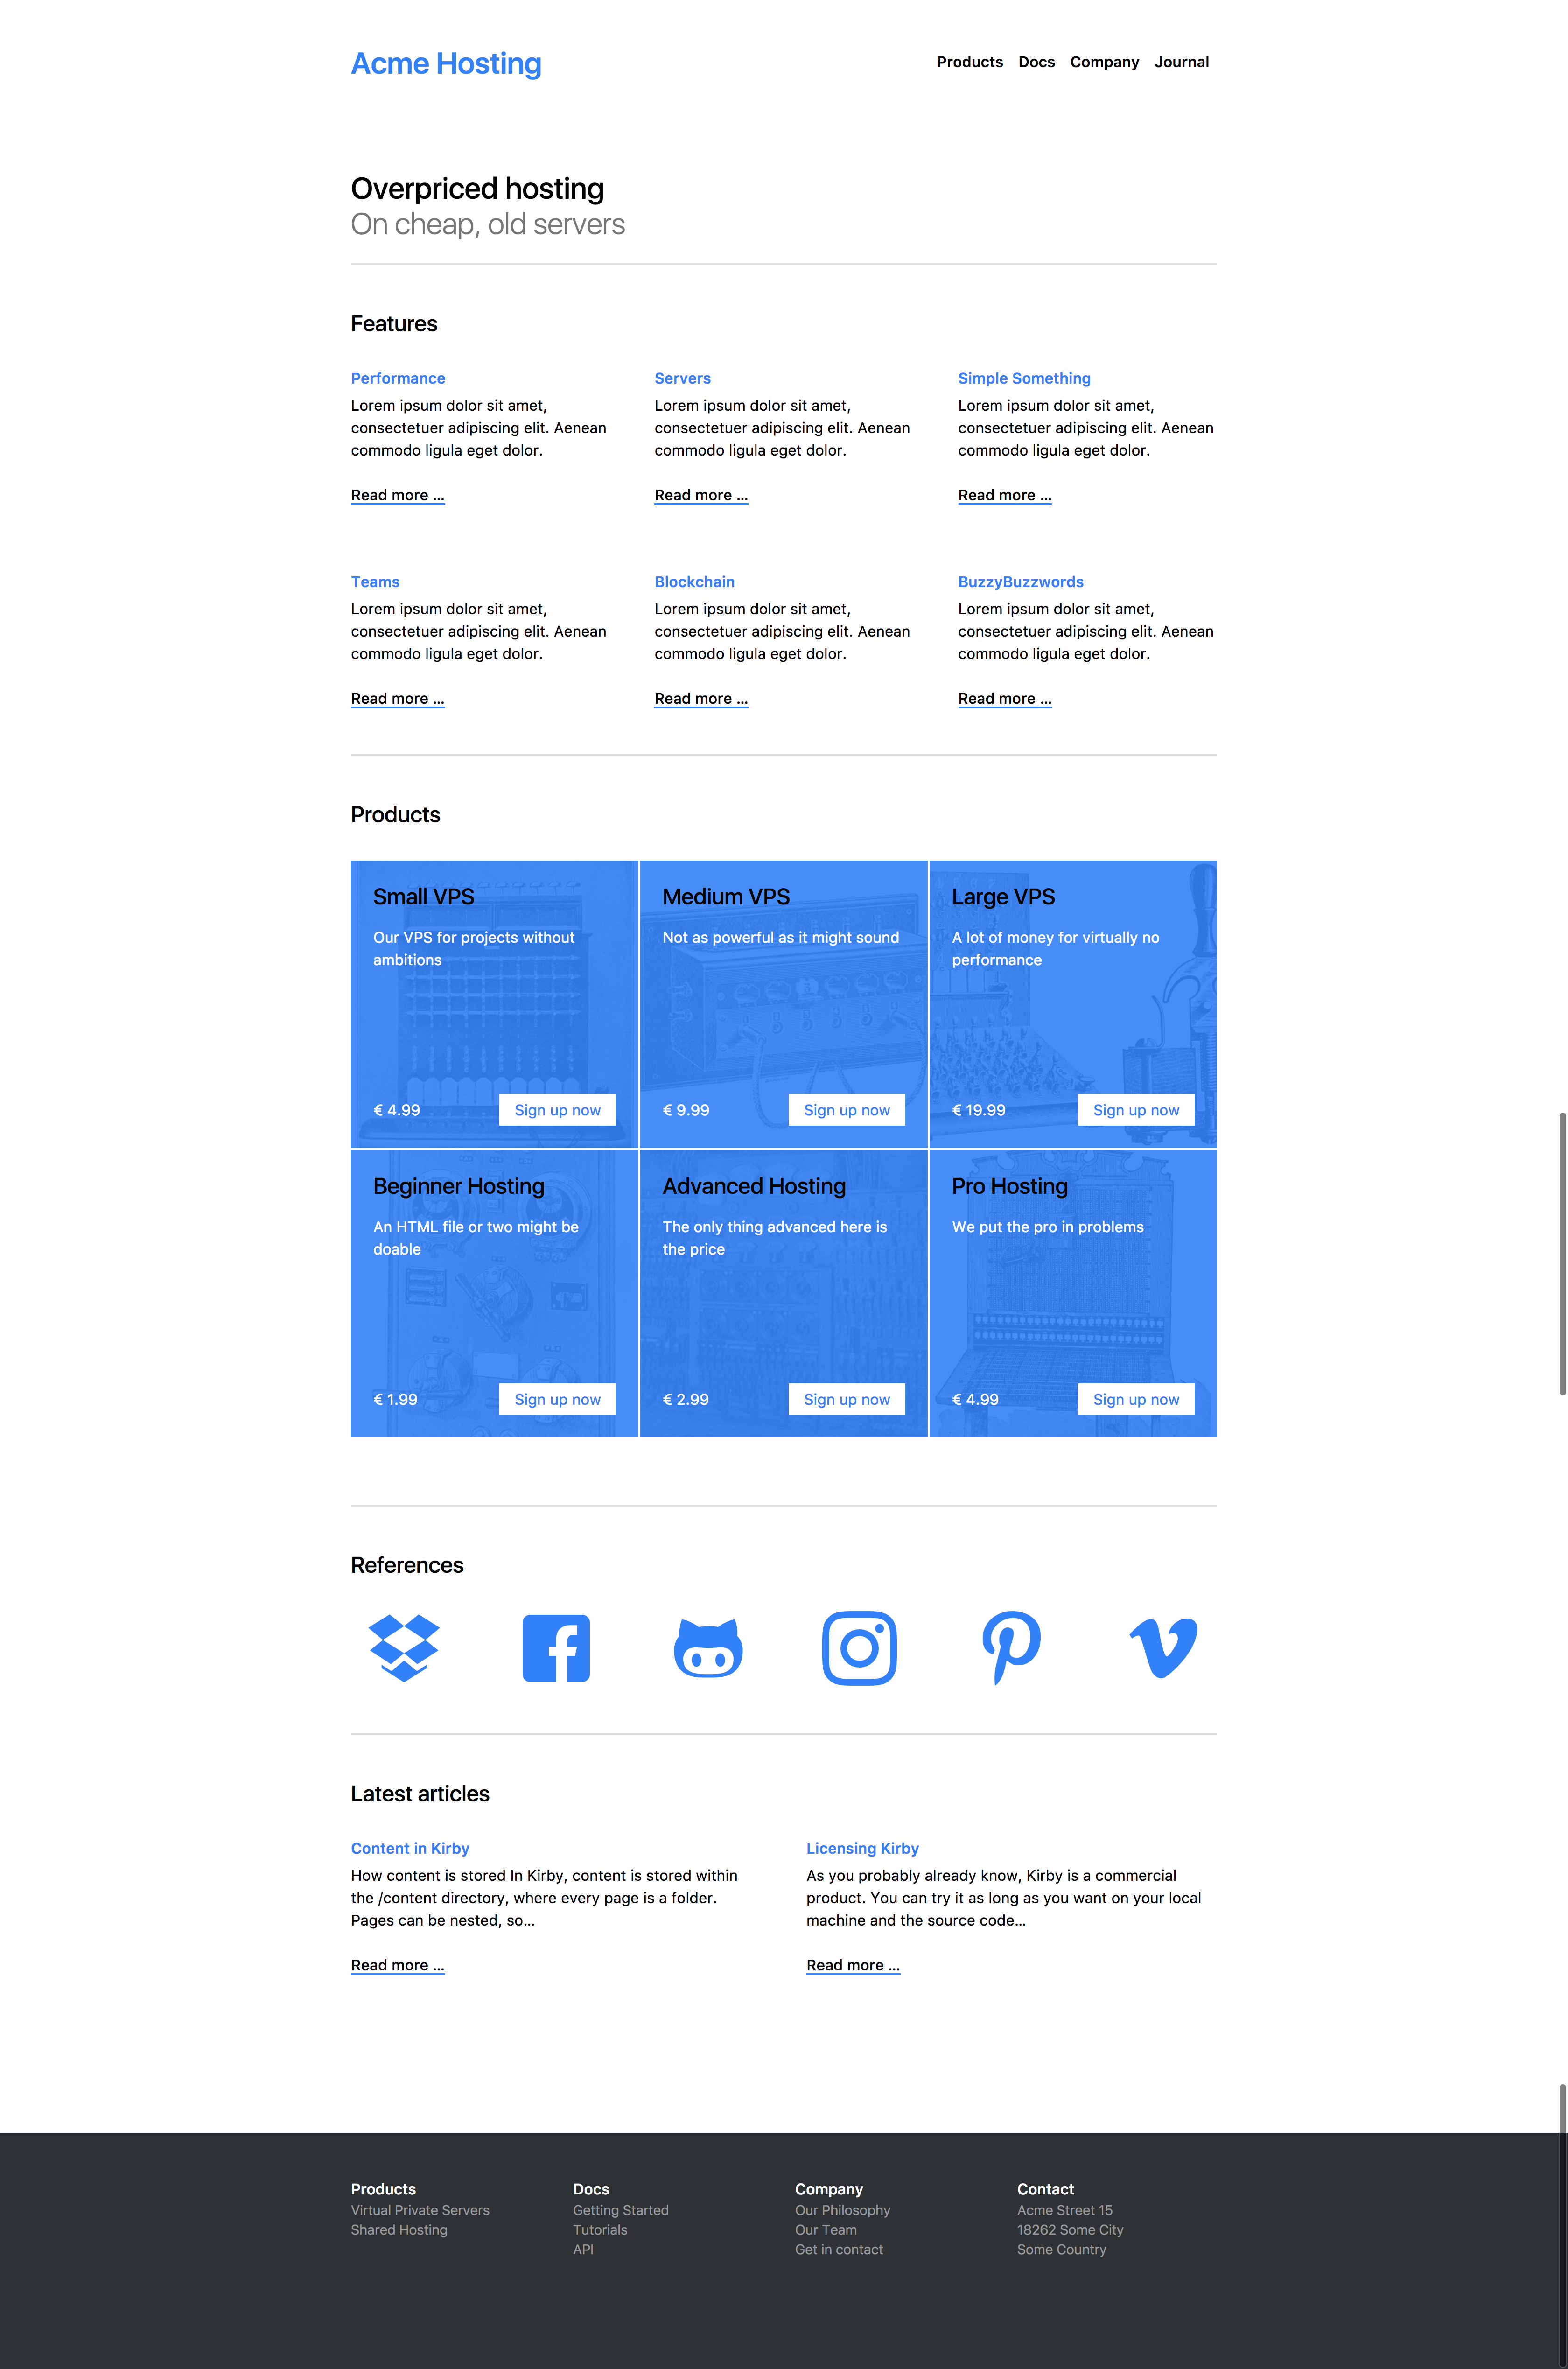 Acme Hosting
Products Docs Company Journal
Overpriced hosting
On cheap, old servers
Features
Performance
Lorem ipsum dolor sit amet,
consectetuer adipiscing elit. Aenean
commodo ligula eget dolor.
Read more ...
Servers
Lorem ipsum dolor sit amet,
consectetuer adipiscing elit. Aenean
commodo ligula eget dolor.
Read more ...
Simple Something
Lorem ipsum dolor sit amet,
consectetuer adipiscing elit. Aenean
commodo ligula eget dolor.
Read more ...
Teams
Lorem ipsum dolor sit amet,
consectetuer adipiscing elit. Aenean
commodo ligula eget dolor.
Read more ...
Blockchain
Lorem ipsum dolor sit amet,
consectetuer adipiscing elit. Aenean
commodo ligula eget dolor.
Read more ...
BuzzyBuzzwords
Lorem ipsum dolor sit amet,
consectetuer adipiscing elit. Aenean
commodo ligula eget dolor.
Read more ...
Products
Small VPS
Our VPS for projects without
ambitions
€ 4.99
Sign up now
Medium VPS
Not as powerful as it might sound
€ 9.99
Sign up now
Large VPS
A lot of money for virtually no
performance
€ 19.99
Sign up now
Beginner Hosting
An HTML file or two might be
doable
€ 1.99
Sign up now
Advanced Hosting
The only thing advanced here is
the price
€ 2.99
Sign up now
Pro Hosting
We put the pro in problems
€ 4.99
Sign up now
References
Latest articles
Content in Kirby
How content is stored In Kirby, content is stored within
the /content directory, where every page is a folder.
Pages can be nested, so…
Read more ...
Licensing Kirby
As you probably already know, Kirby is a commercial
product. You can try it as long as you want on your local
machine and the source code…
Read more ...
Products
Virtual Private Servers
Shared Hosting
Docs
Getting Started
Tutorials
API
Company
Our Philosophy
Our Team
Get in contact
Contact
Acme Street 15
18262 Some City
Some Country